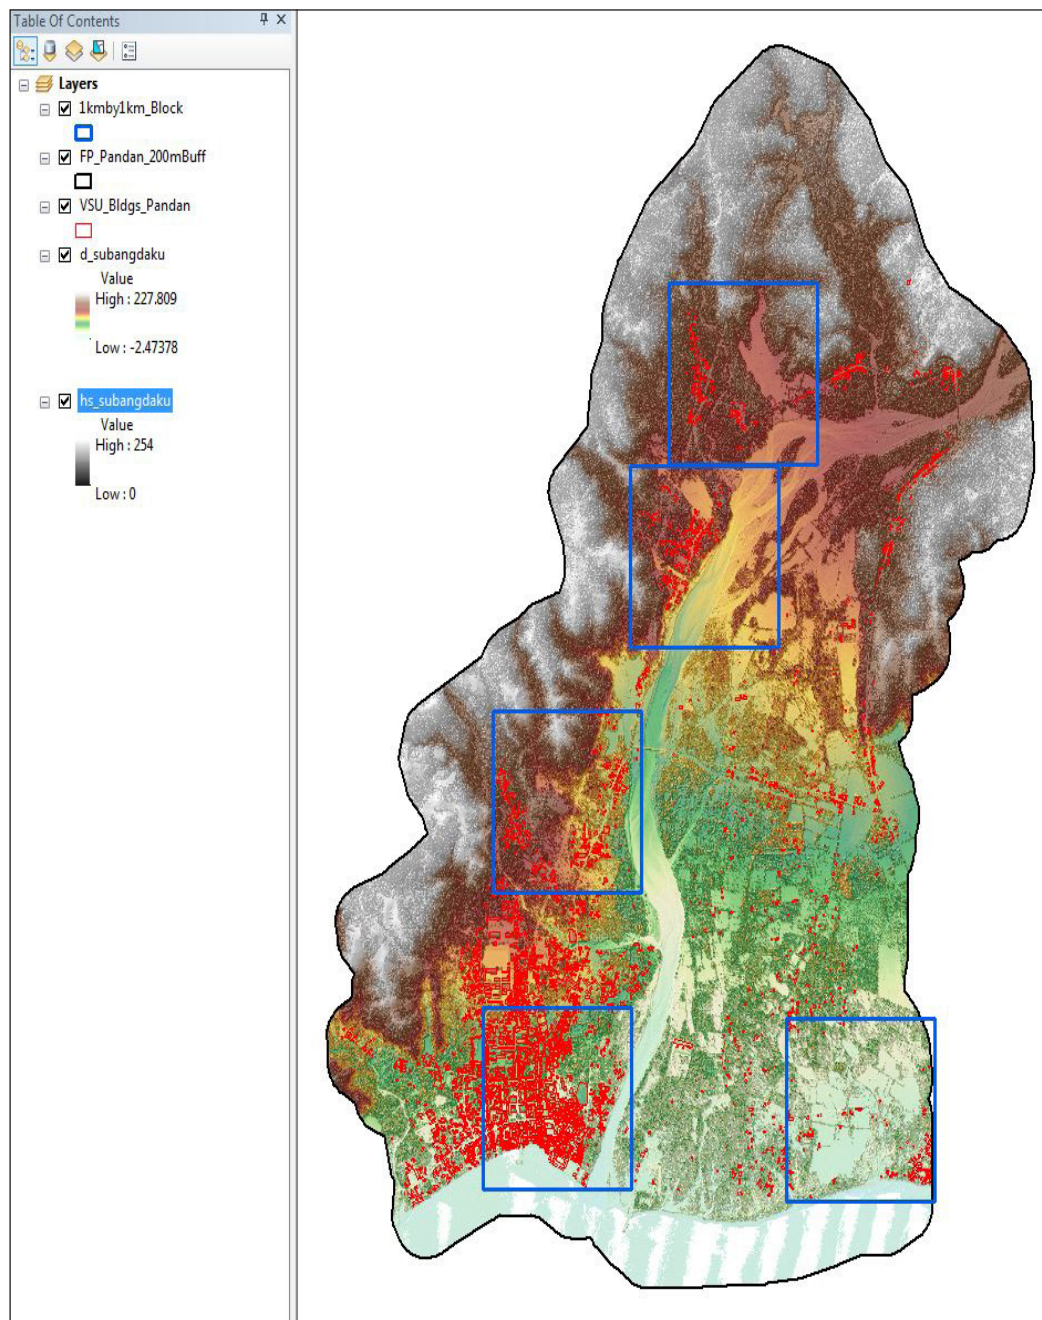 Table Of Contents
Layers
1kmby1km_Block
FP_Pandan_200mBuff
VSU_Bldgs_Pandan
d_subangdaku
Value
High : 227.809
Low : -2.47378
hs_subangdaku
Value
High : 254
Low : 0